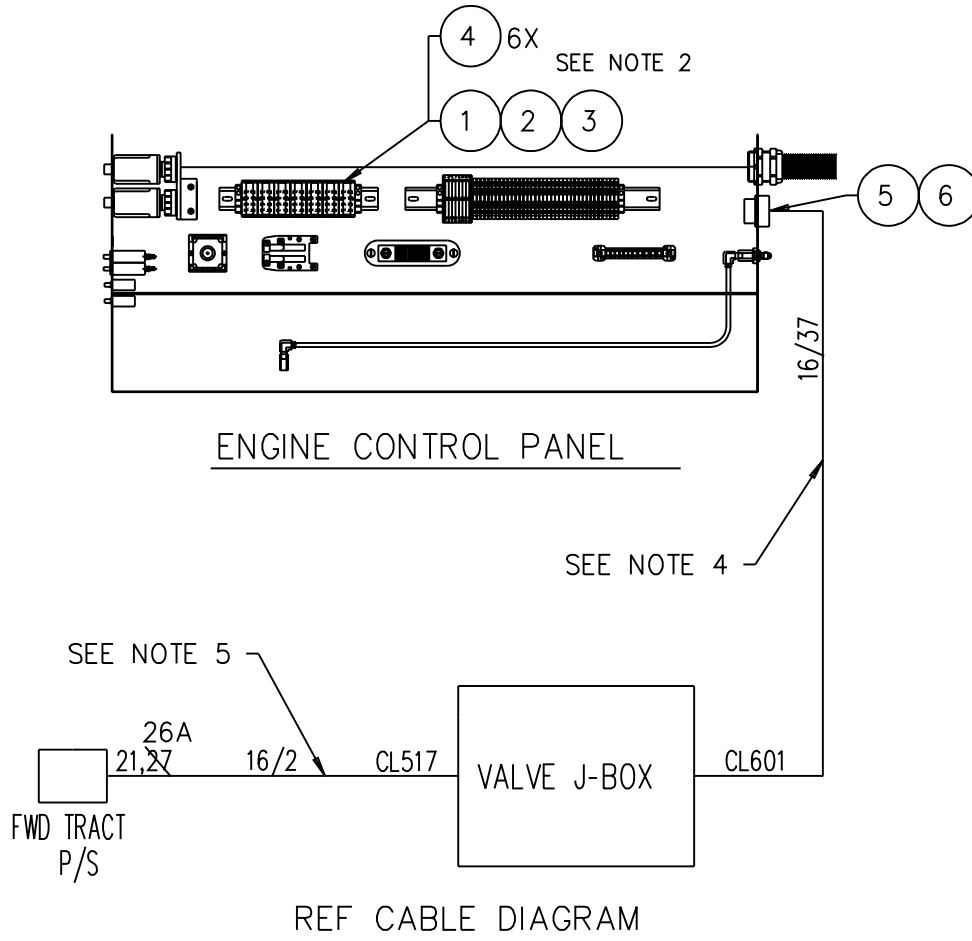 4 6X
SEE NOTE 2
1 2 3
5 6
16/37
ENGINE CONTROL PANEL
SEE NOTE 4
SEE NOTE 5
26A
21,27 16/2 CL517
VALVE J-BOX
CL601
FWD TRACT
P/S
REF CABLE DIAGRAM